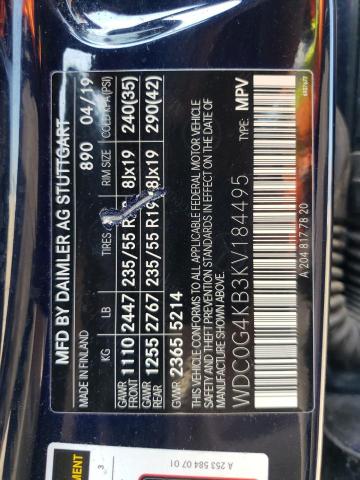 MFD BY DAIMLER AG STUTTGART
MADE IN FINLAND 890 04/19
KG LB TIRES RIM SIZE COLD K.PA (PSI)
GAWR FRONT 1110 2447 235/55 R19 8Jx19 240(35)
GAWR REAR 1255 2767 235/55 R19 8Jx19 290(42)
GVWR 2365 5214
THIS VEHICLE CONFORMS TO ALL APPLICABLE FEDERAL MOTOR VEHICLE
SAFETY AND THEFT PREVENTION STANDARDS IN EFFECT ON THE DATE OF
MANUFACTURE SHOWN ABOVE.
WDC0G4KB3KV184495 TYPE: MPV
A 204 817 78 20
A 253 584 07 01